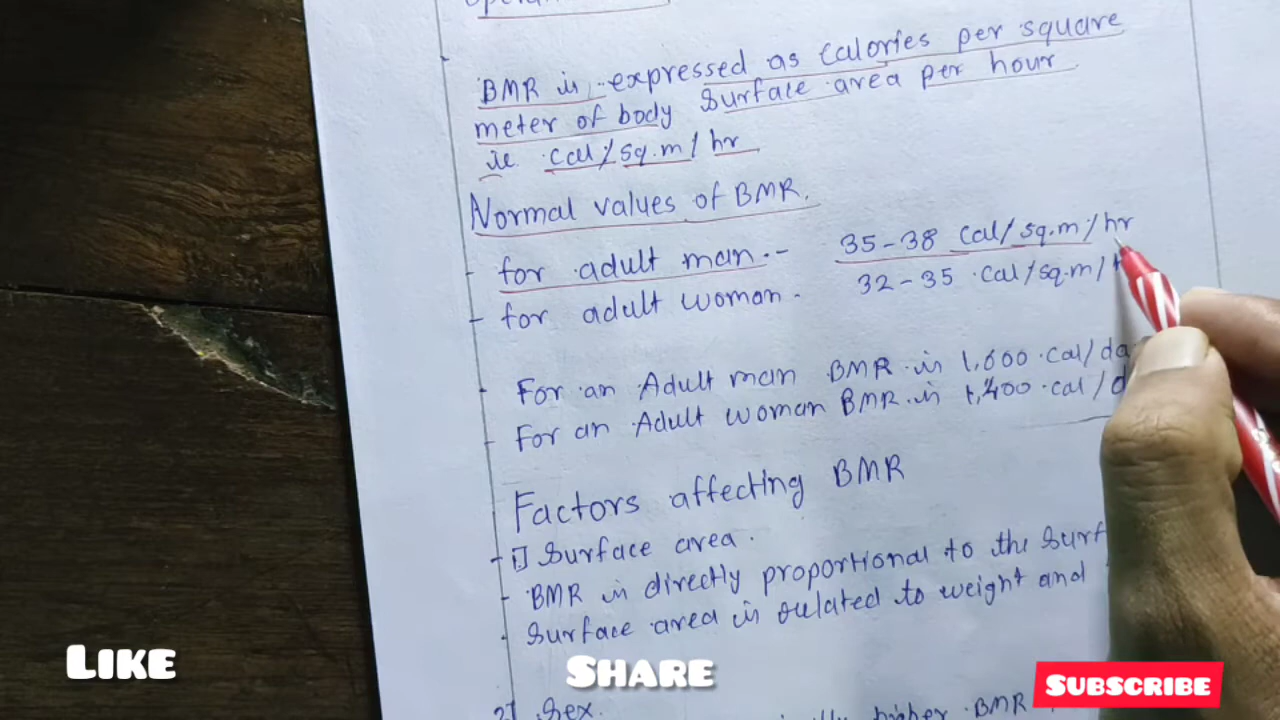 BMR is expressed as calories per square
meter of body surface area per hour
ie cal/sq.m/hr
Normal values of BMR.
- for adult man.- 35-38 cal/sq.m/hr
- for adult woman. 32-35 cal/sq.m/
- For an Adult man BMR is 1,600 cal/da
- For an Adult woman BMR is 1,400 cal/d
Factors affecting BMR
1] Surface area.
- BMR is directly proportional to the surf
- Surface area is related to weight and
2] Sex.
higher BMR
LIKE
SHARE
SUBSCRIBE